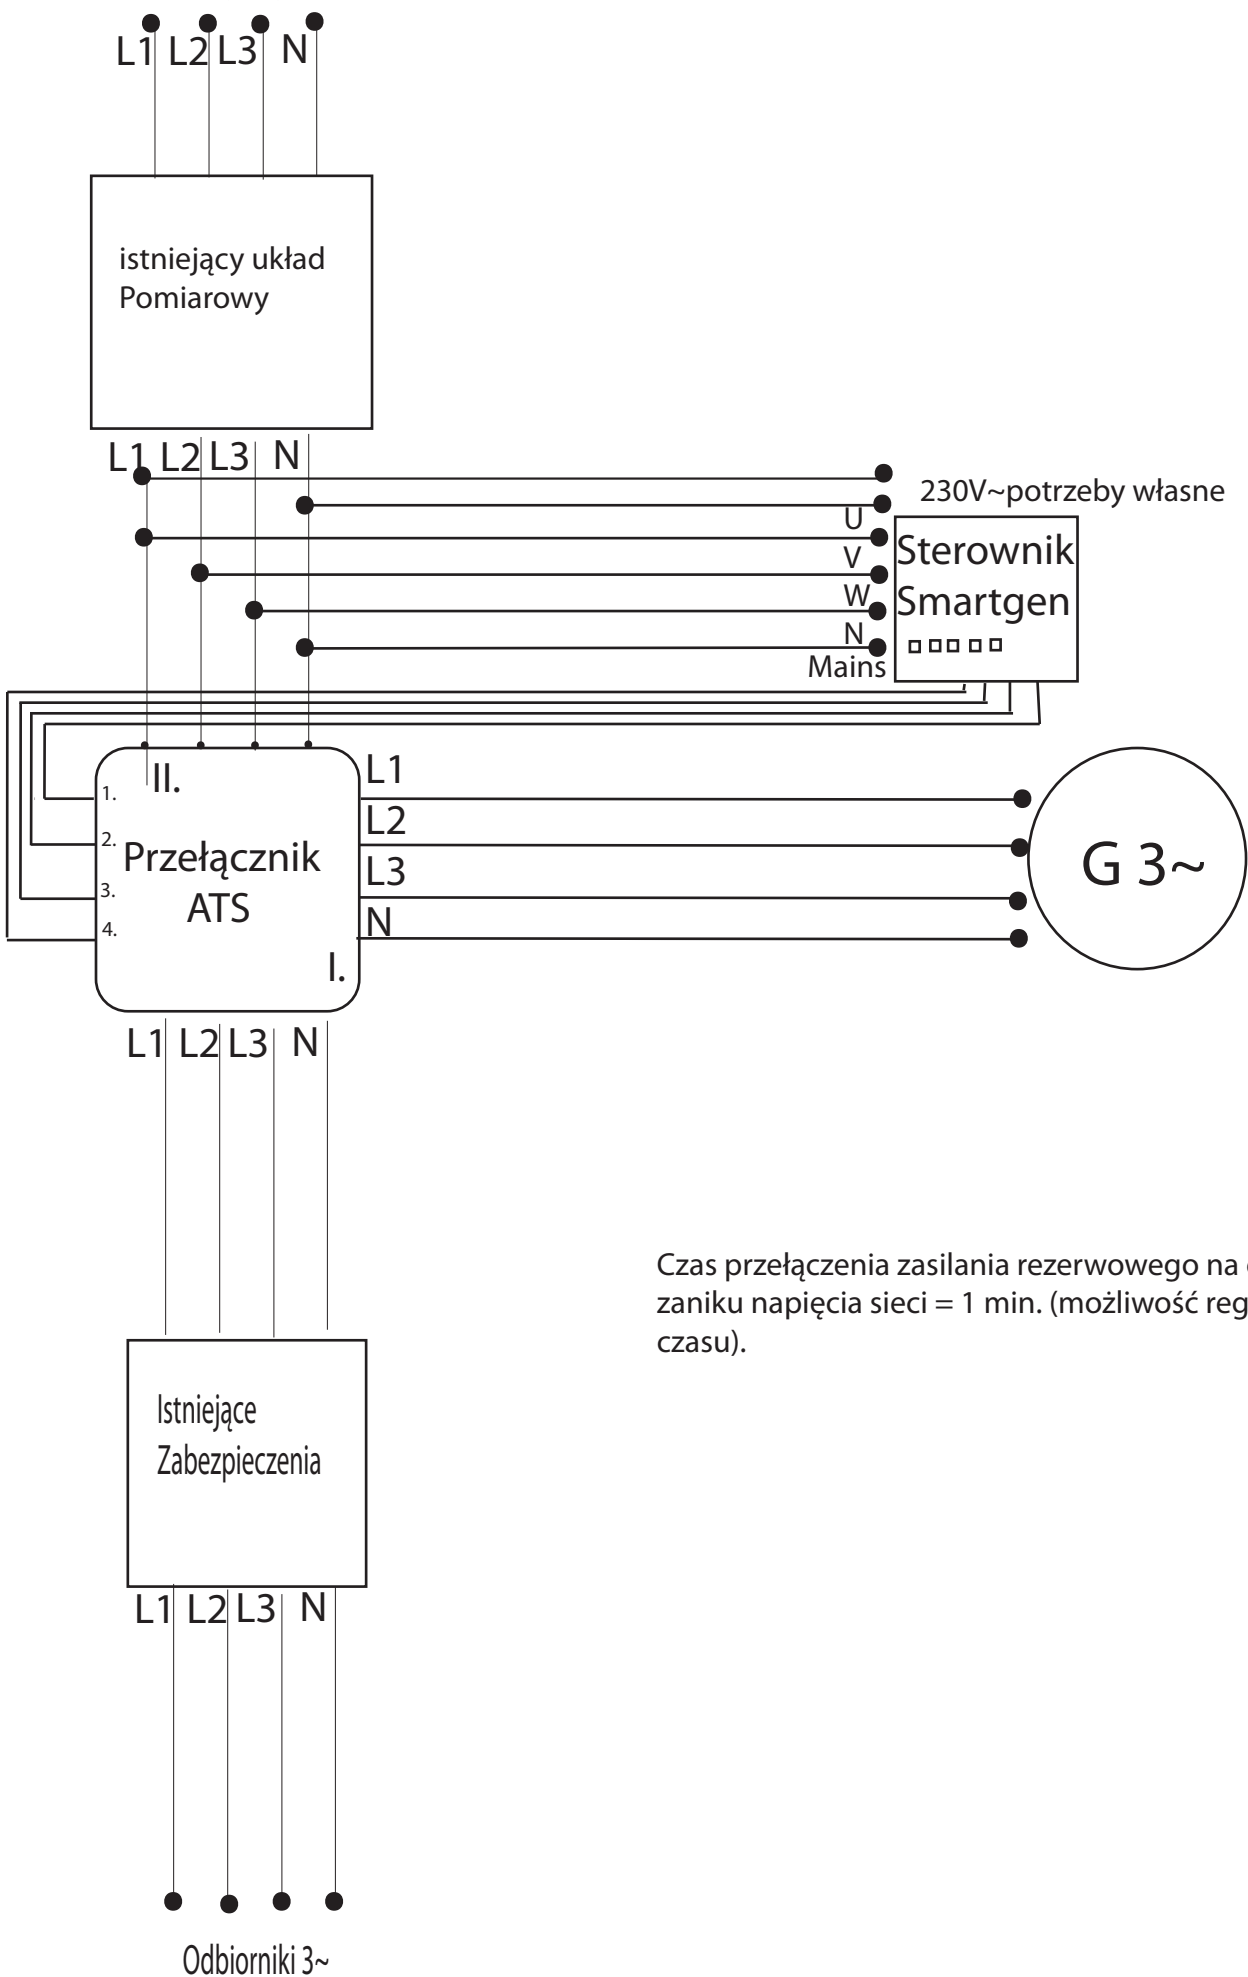 L1 L2 L3 N
istniejący układ
Pomiarowy
L1 L2 L3 N
230V~potrzeby własne
U
V
W
N
Mains
Sterownik
Smartgen
II.
1.
2.
3.
4.
Przełącznik
ATS
I.
L1
L2
L3
N
G 3~
L1 L2 L3 N
Czas przełączenia zasilania rezerwowego na
zaniku napięcia sieci = 1 min. (możliwość reg
czasu).
Istniejące
Zabezpieczenia
L1 L2 L3 N
Odbiorniki 3~